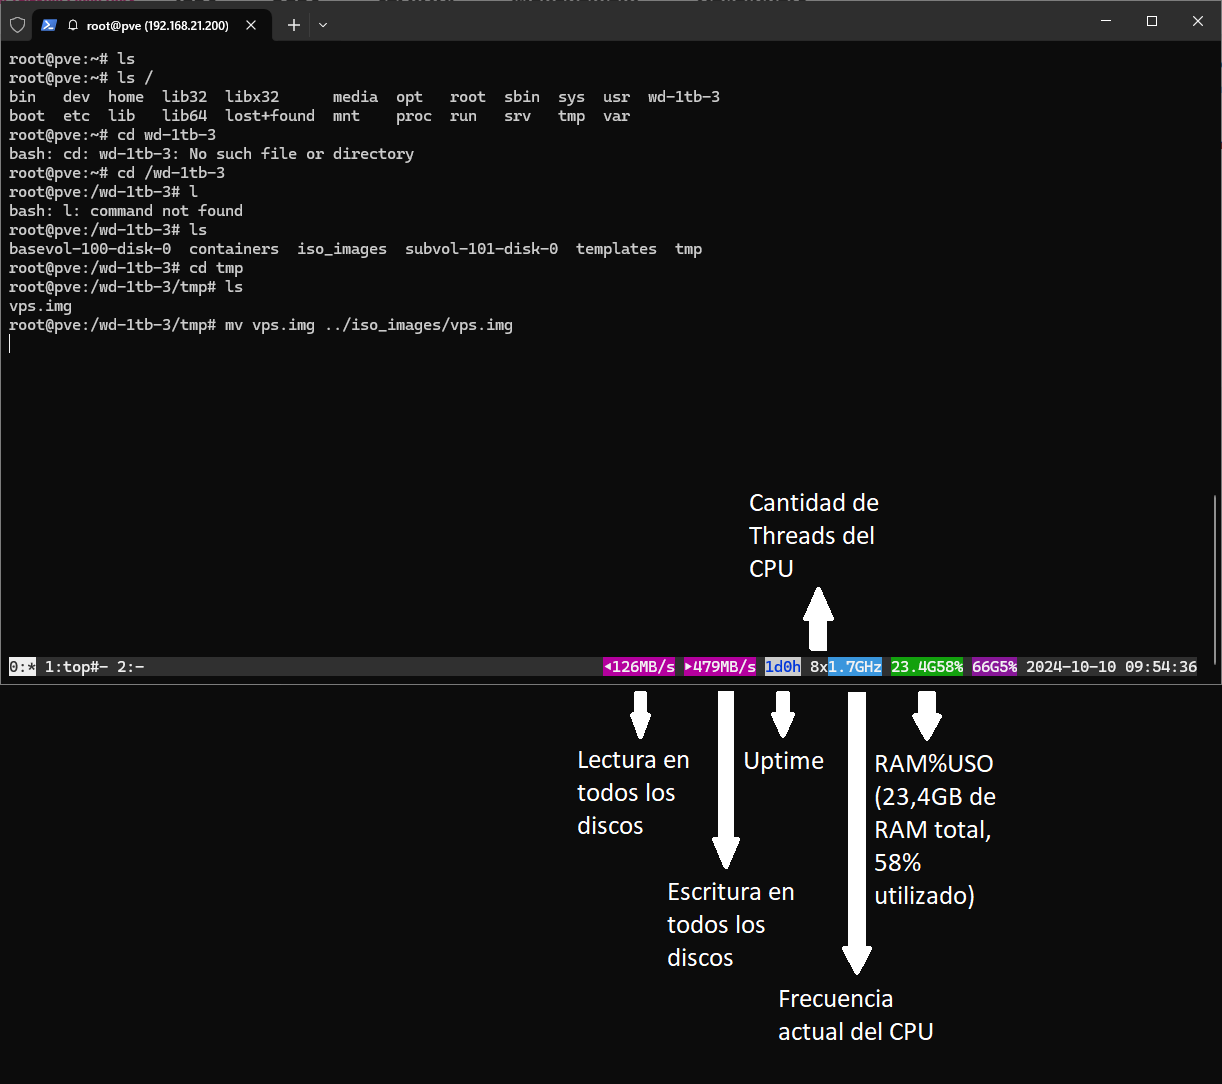 root@pve (192.168.21.200)
root@pve:~# ls
root@pve:~# ls /
bin   dev  home  lib32  libx32      media  opt   root  sbin  sys  usr  wd-1tb-3
boot  etc  lib   lib64  lost+found  mnt    proc  run   srv   tmp  var
root@pve:~# cd wd-1tb-3
bash: cd: wd-1tb-3: No such file or directory
root@pve:~# cd /wd-1tb-3
root@pve:/wd-1tb-3# l
bash: l: command not found
root@pve:/wd-1tb-3# ls
basevol-100-disk-0  containers  iso_images  subvol-101-disk-0  templates  tmp
root@pve:/wd-1tb-3# cd tmp
root@pve:/wd-1tb-3/tmp# ls
vps.img
root@pve:/wd-1tb-3/tmp# mv vps.img ../iso_images/vps.img
Cantidad de
Threads del
CPU
0:* 1:top#- 2:- ◂126MB/s ▸479MB/s 1d0h 8x1.7GHz 23.4G58% 66G5% 2024-10-10 09:54:36
Lectura en
todos los
discos
Escritura en
todos los
discos
Uptime
Frecuencia
actual del CPU
RAM%USO
(23,4GB de
RAM total,
58%
utilizado)